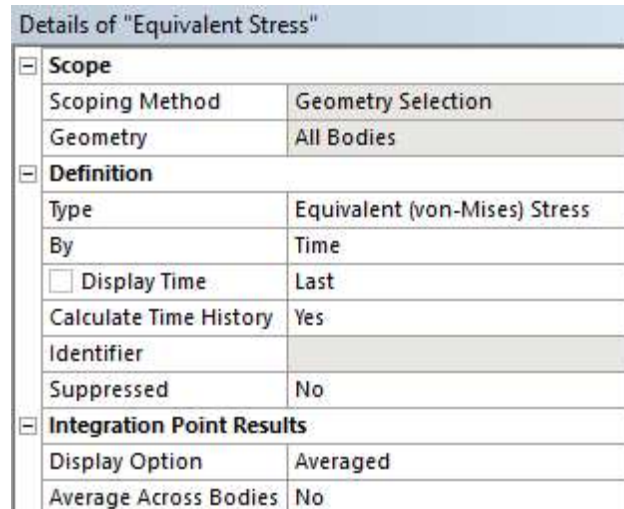 Details of "Equivalent Stress"
Scope
Scoping Method Geometry Selection
Geometry All Bodies
Definition
Type Equivalent (von-Mises) Stress
By Time
Display Time Last
Calculate Time History Yes
Identifier
Suppressed No
Integration Point Results
Display Option Averaged
Average Across Bodies No